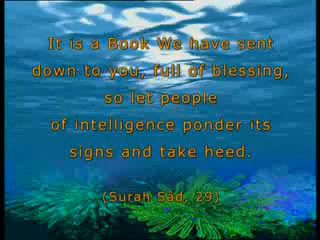 It is a Book We have sent
down to you, full of blessing,
so let people
of intelligence ponder its
signs and take heed.
(Surah Sâd, 29)